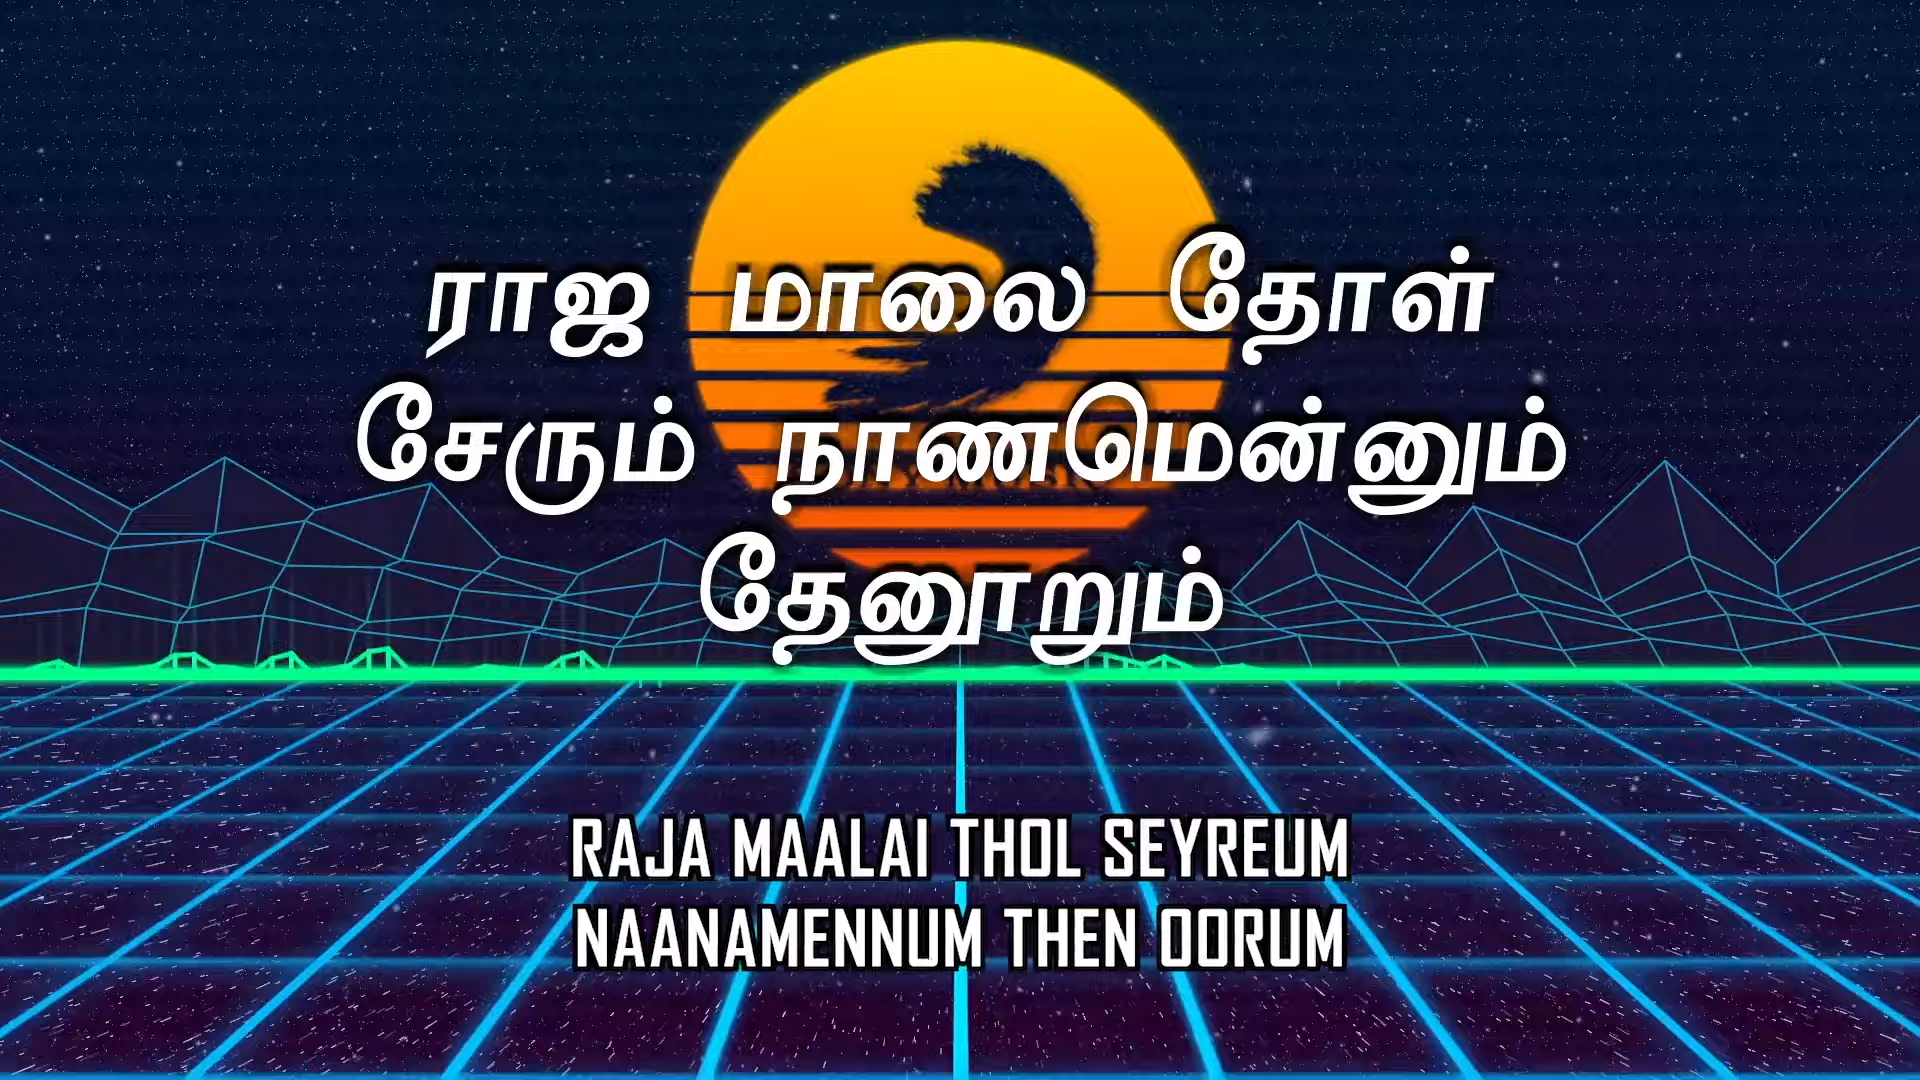 ராஜ மாலை தோள்
சேரும் நாணமென்னும்
தேனூறும்
RAJA MAALAI THOL SEYREUM
NAANAMENNUM THEN OORUM